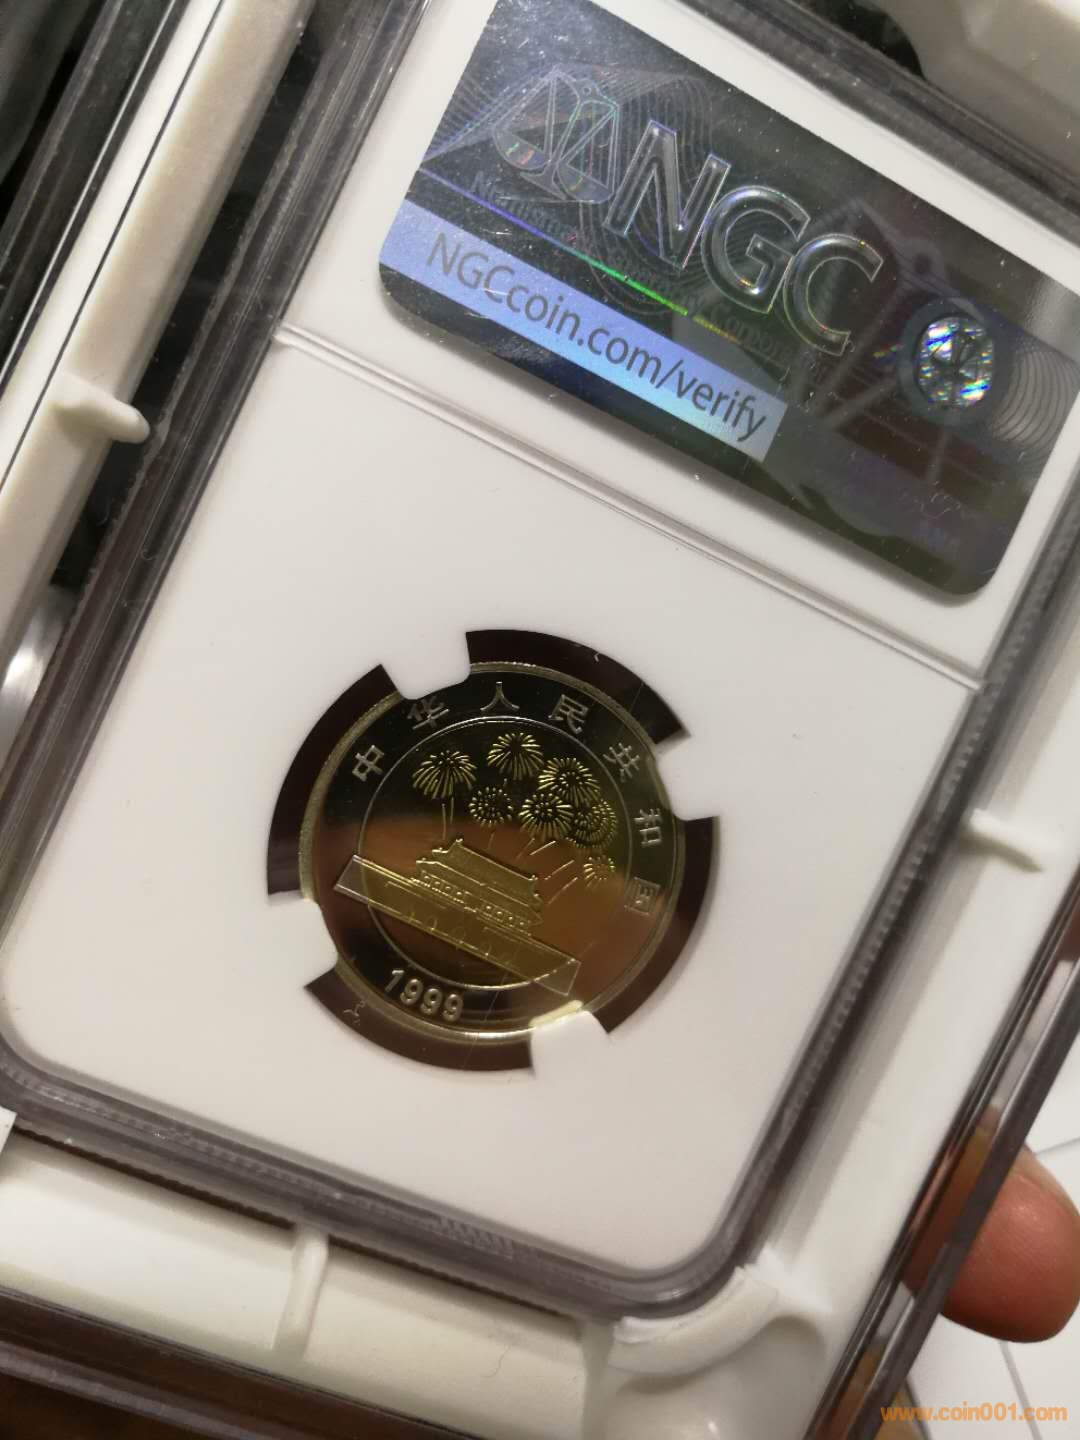 NGC
NGCcoin.com/verify
中华人民共和国
1999
www.coin001.com